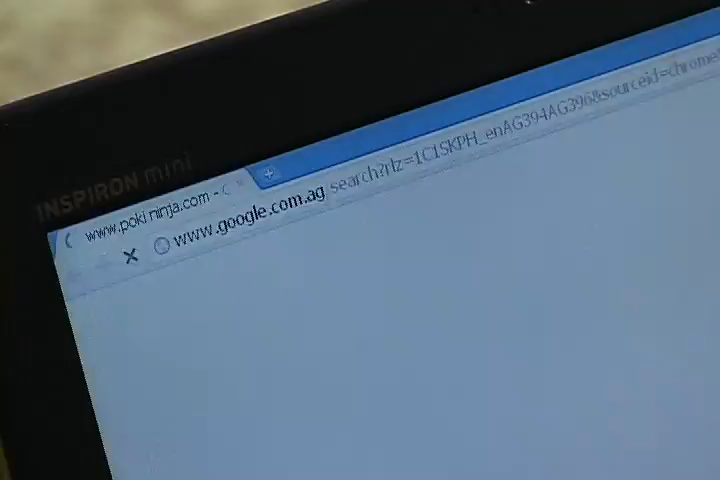 INSPIRON mini
www.poki ninja.com - G
www.google.com.ag search?rlz=1C1SKPH_enAG394AG396&sourceid=chrome